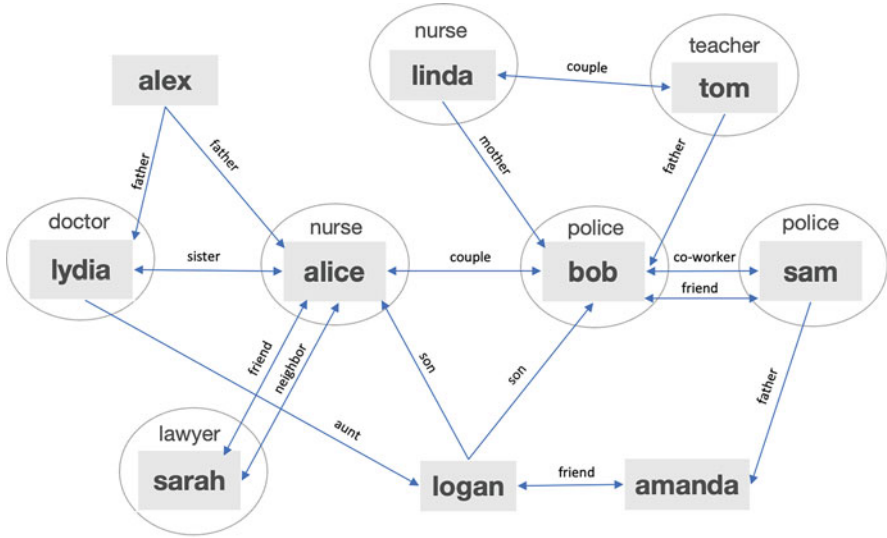 nurse
linda
couple
teacher
tom
alex
father
father
mother
father
doctor
lydia
sister
nurse
alice
couple
police
bob
co-worker
friend
police
sam
friend
neighbor
son
son
father
aunt
lawyer
sarah
logan
friend
amanda